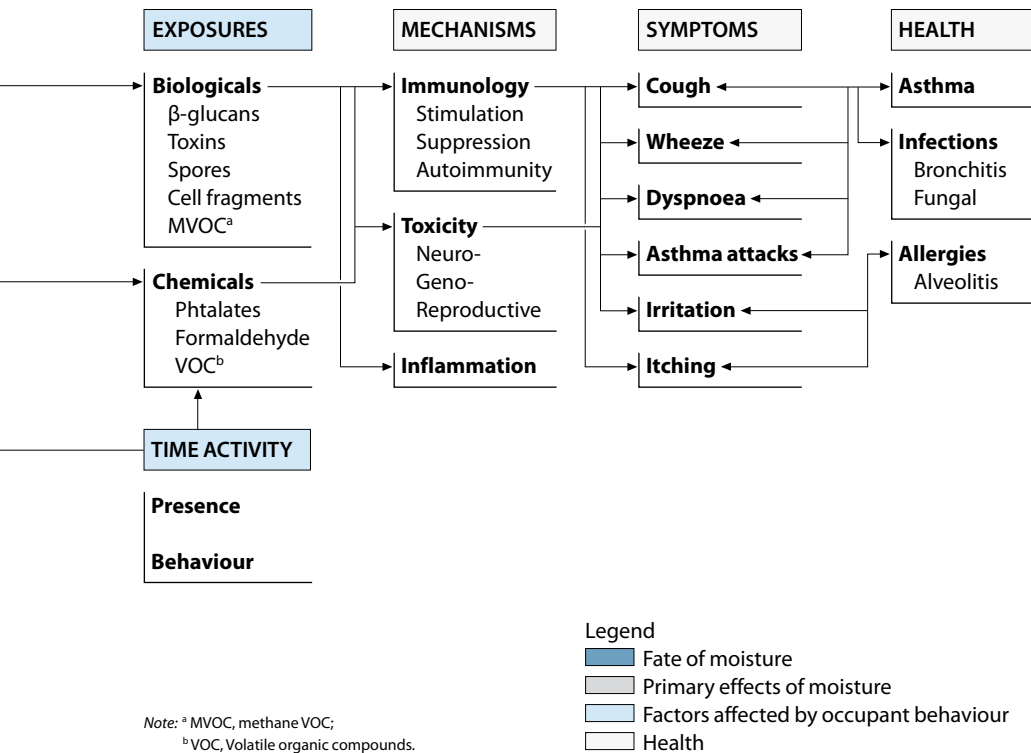 EXPOSURES
Biologicals
β-glucans
Toxins
Spores
Cell fragments
MVOCᵃ
Chemicals
Phtalates
Formaldehyde
VOCᵇ
TIME ACTIVITY
Presence
Behaviour
MECHANISMS
Immunology
Stimulation
Suppression
Autoimmunity
Toxicity
Neuro-
Geno-
Reproductive
Inflammation
SYMPTOMS
Cough
Wheeze
Dyspnoea
Asthma attacks
Irritation
Itching
HEALTH
Asthma
Infections
Bronchitis
Fungal
Allergies
Alveolitis
Legend
Fate of moisture
Primary effects of moisture
Factors affected by occupant behaviour
Health
Note: ᵃ MVOC, methane VOC;
ᵇ VOC, Volatile organic compounds.